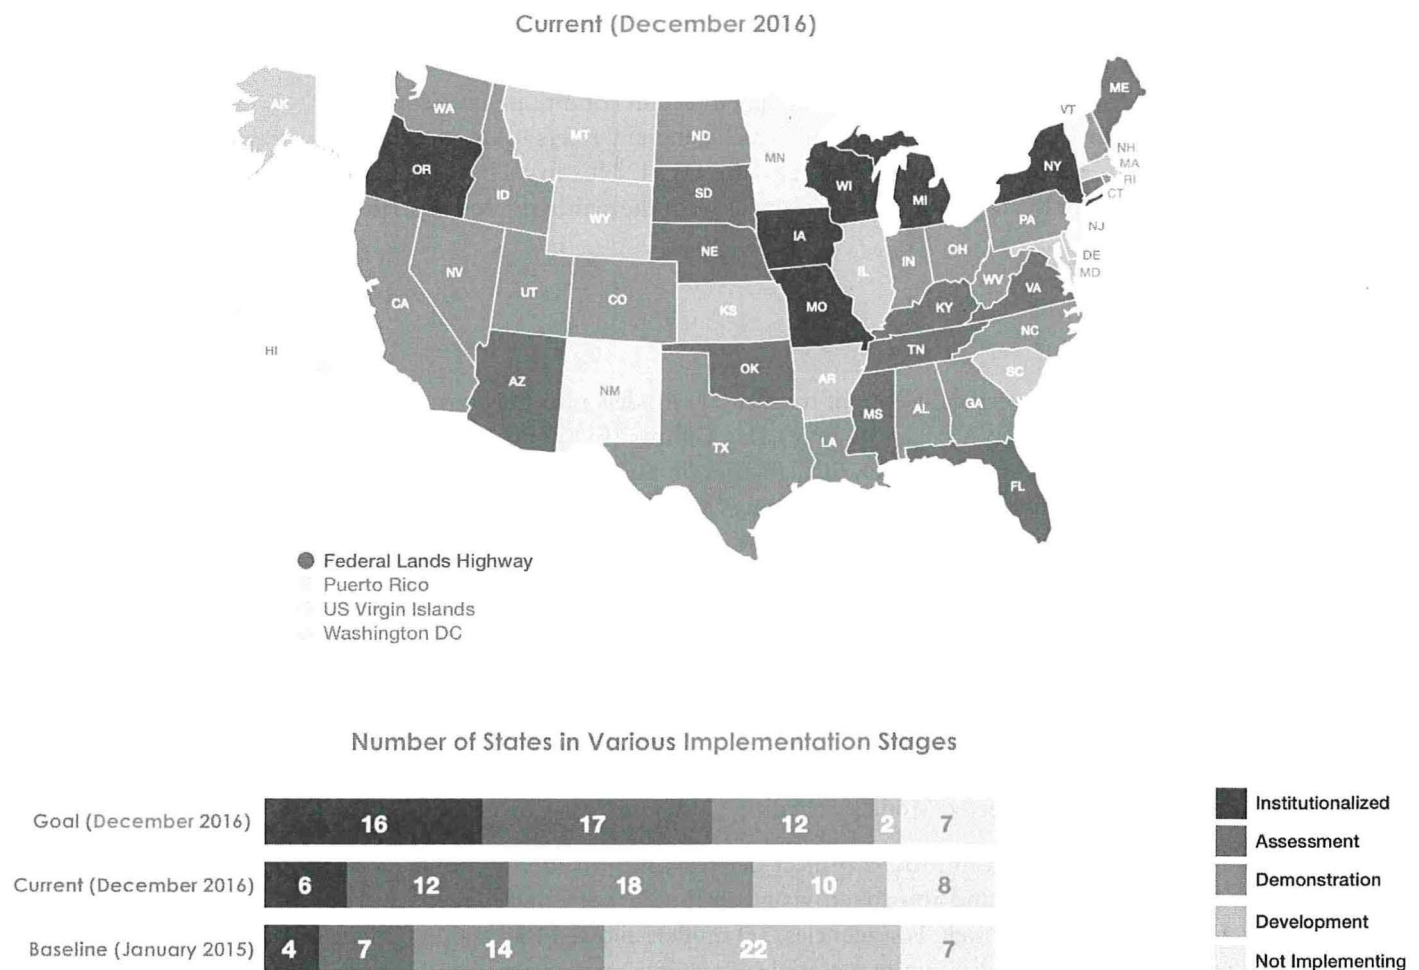 Current (December 2016)
AK
WA
MT
ND
MN
ME
VT
NH
MA
RI
CT
OR
ID
WY
SD
WI
MI
NY
NJ
NE
IA
PA
DE
MD
NV
UT
CO
KS
MO
IL
IN
OH
WV
VA
KY
CA
NC
TN
SC
HI
AZ
NM
OK
AR
MS
AL
GA
TX
LA
FL
Federal Lands Highway
Puerto Rico
US Virgin Islands
Washington DC
Number of States in Various Implementation Stages
Goal (December 2016) 16 17 12 2 7
Current (December 2016) 6 12 18 10 8
Baseline (January 2015) 4 7 14 22 7
Institutionalized
Assessment
Demonstration
Development
Not Implementing